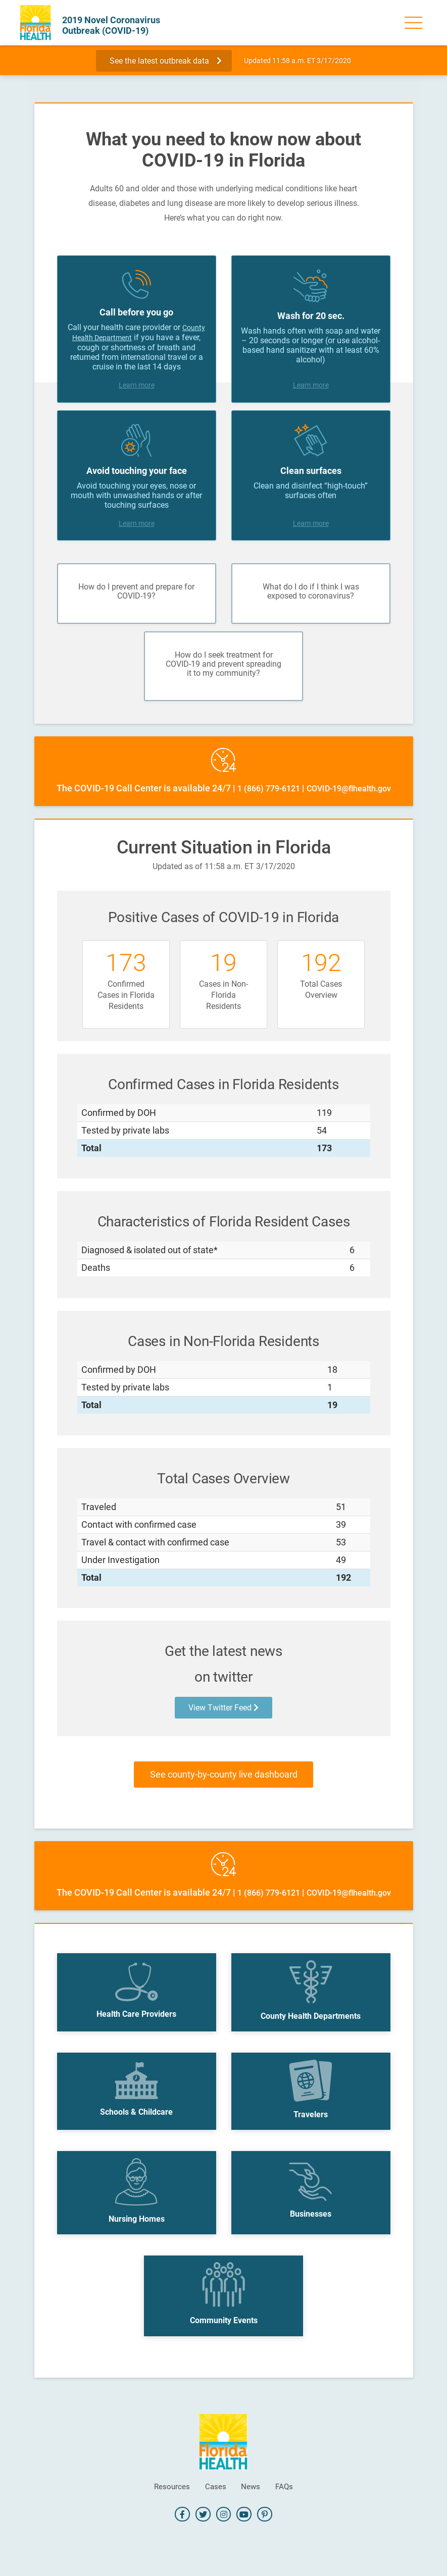 Florida
HEALTH
2019 Novel Coronavirus
Outbreak (COVID-19)
See the latest outbreak data
Updated 11:58 a.m. ET 3/17/2020
What you need to know now about
COVID-19 in Florida
Adults 60 and older and those with underlying medical conditions like heart
disease, diabetes and lung disease are more likely to develop serious illness.
Here's what you can do right now.
Call before you go
Call your health care provider or County
Health Department if you have a fever,
cough or shortness of breath and
returned from international travel or a
cruise in the last 14 days
Learn more
Wash for 20 sec.
Wash hands often with soap and water
– 20 seconds or longer (or use alcohol-
based hand sanitizer with at least 60%
alcohol)
Learn more
Avoid touching your face
Avoid touching your eyes, nose or
mouth with unwashed hands or after
touching surfaces
Learn more
Clean surfaces
Clean and disinfect “high-touch”
surfaces often
Learn more
How do I prevent and prepare for
COVID-19?
What do I do if I think I was
exposed to coronavirus?
How do I seek treatment for
COVID-19 and prevent spreading
it to my community?
24
The COVID-19 Call Center is available 24/7 | 1 (866) 779-6121 | COVID-19@flhealth.gov
Current Situation in Florida
Updated as of 11:58 a.m. ET 3/17/2020
Positive Cases of COVID-19 in Florida
173
Confirmed
Cases in Florida
Residents
19
Cases in Non-
Florida
Residents
192
Total Cases
Overview
Confirmed Cases in Florida Residents
Confirmed by DOH 119
Tested by private labs 54
Total 173
Characteristics of Florida Resident Cases
Diagnosed & isolated out of state* 6
Deaths 6
Cases in Non-Florida Residents
Confirmed by DOH 18
Tested by private labs 1
Total 19
Total Cases Overview
Traveled 51
Contact with confirmed case 39
Travel & contact with confirmed case 53
Under Investigation 49
Total 192
Get the latest news
on twitter
View Twitter Feed
See county-by-county live dashboard
24
The COVID-19 Call Center is available 24/7 | 1 (866) 779-6121 | COVID-19@flhealth.gov
Health Care Providers
County Health Departments
Schools & Childcare
Travelers
Nursing Homes
Businesses
Community Events
Florida
HEALTH
Resources Cases News FAQs